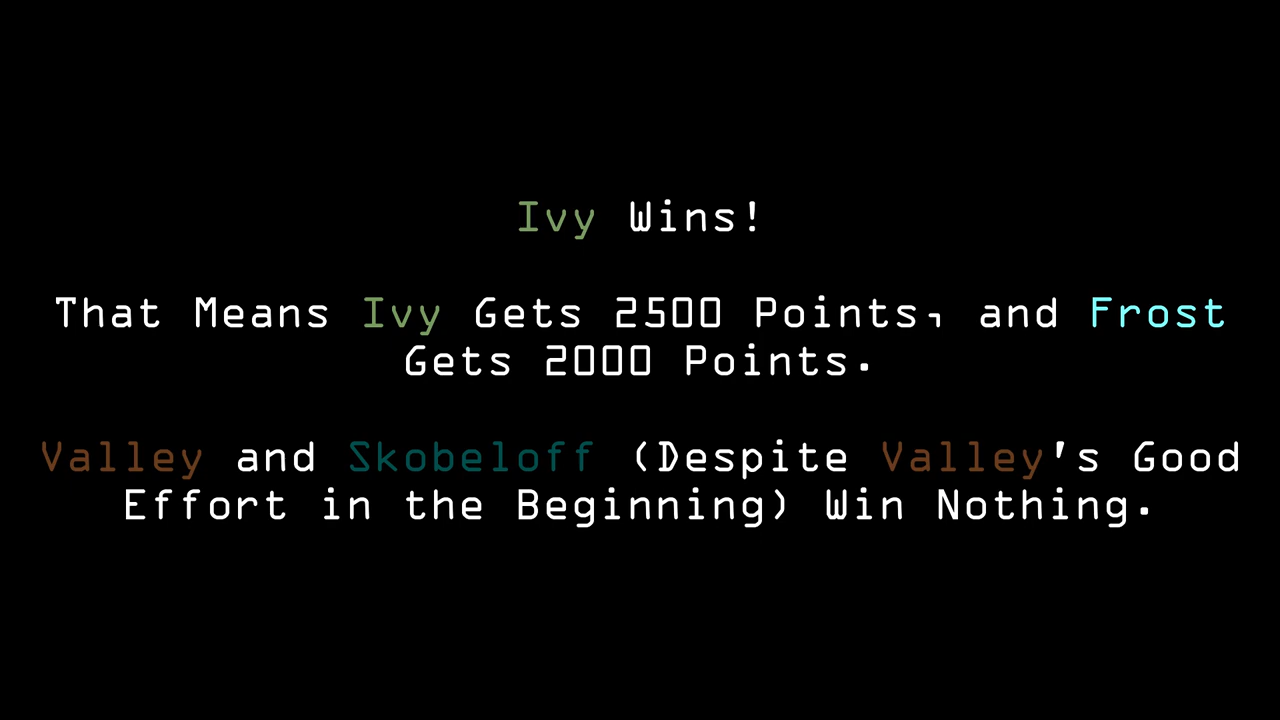 Ivy Wins!
That Means Ivy Gets 2500 Points, and Frost
Gets 2000 Points.
Valley and Skobeloff (Despite Valley's Good
Effort in the Beginning) Win Nothing.